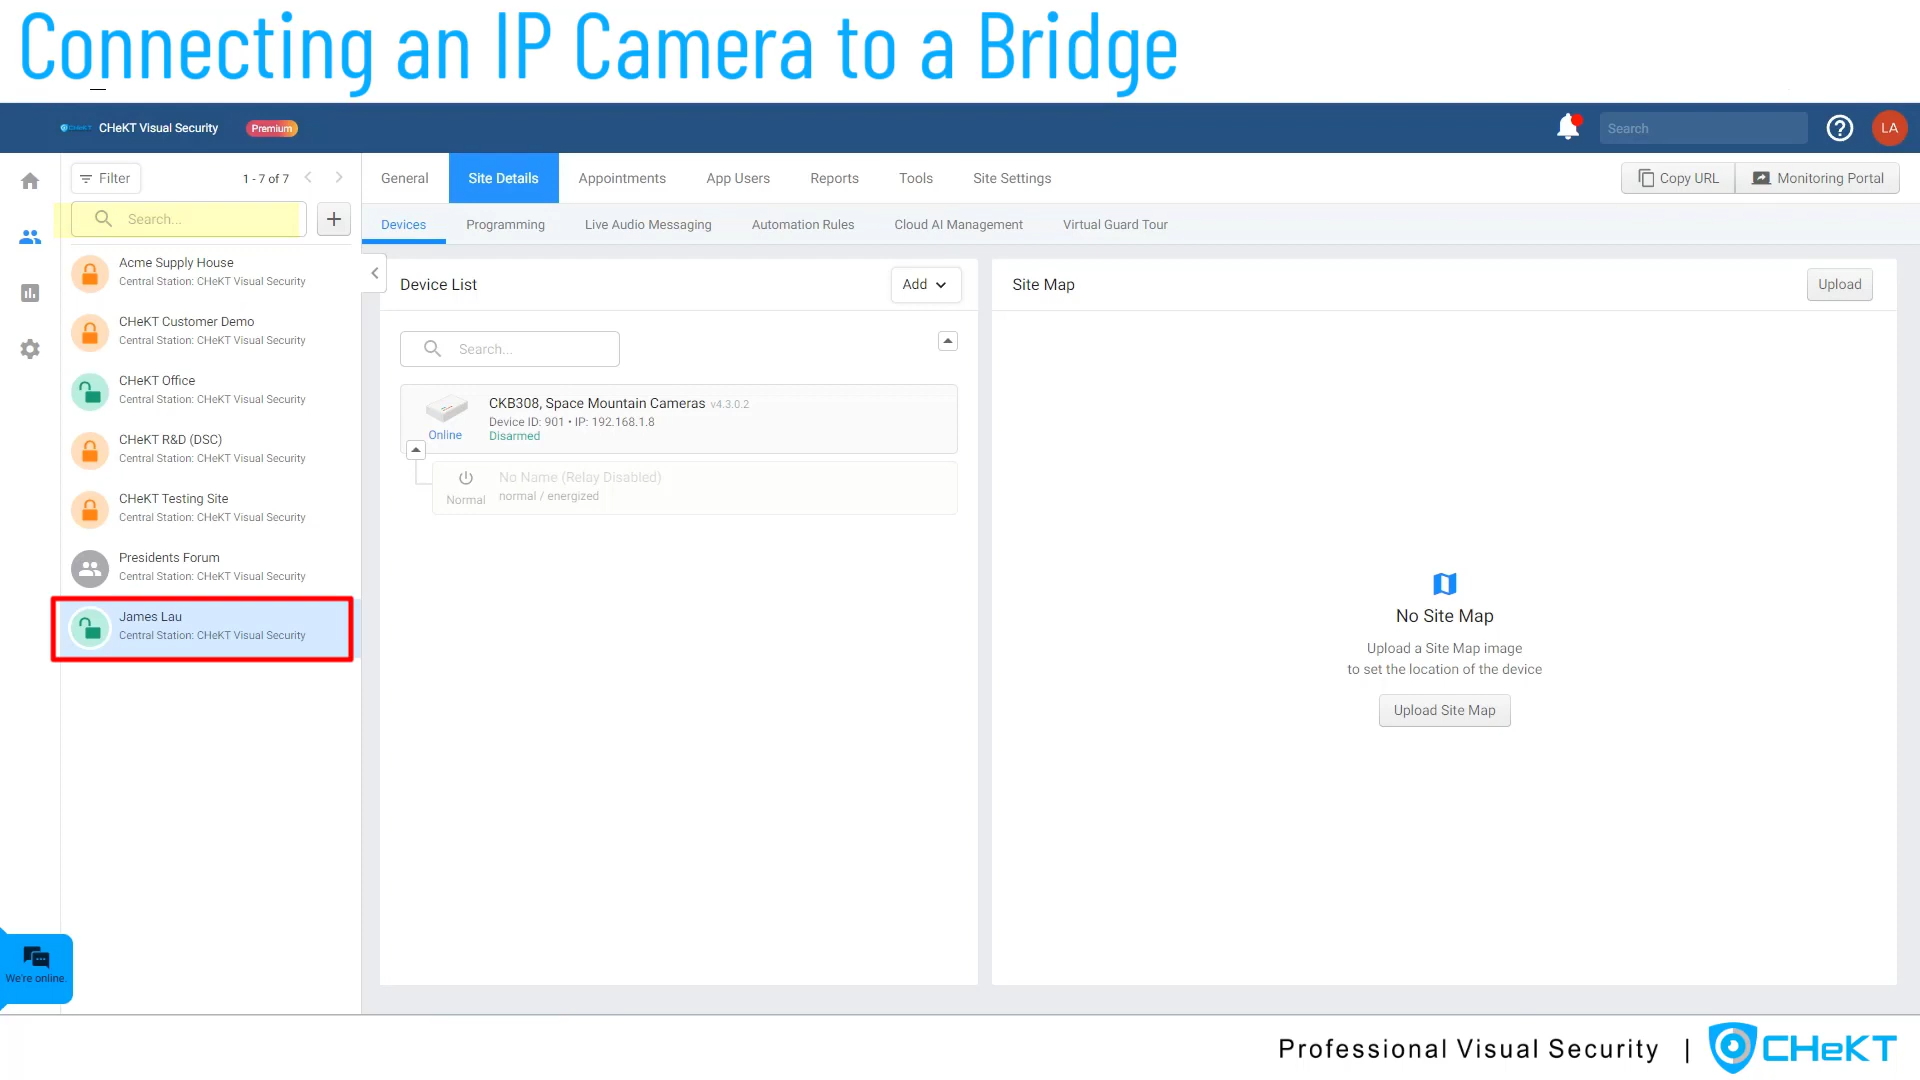 Connecting an IP Camera to a Bridge
CHeKT Visual Security
Premium
Search
LA
Filter
1 - 7 of 7
General
Site Details
Appointments
App Users
Reports
Tools
Site Settings
Copy URL
Monitoring Portal
Search...
Devices
Programming
Live Audio Messaging
Automation Rules
Cloud AI Management
Virtual Guard Tour
Acme Supply House
Central Station: CHeKT Visual Security
CHeKT Customer Demo
Central Station: CHeKT Visual Security
CHeKT Office
Central Station: CHeKT Visual Security
CHeKT R&D (DSC)
Central Station: CHeKT Visual Security
CHeKT Testing Site
Central Station: CHeKT Visual Security
Presidents Forum
Central Station: CHeKT Visual Security
James Lau
Central Station: CHeKT Visual Security
We're online.
Device List
Add
Search...
CKB308, Space Mountain Cameras v4.3.0.2
Device ID: 901 • IP: 192.168.1.8
Online
Disarmed
No Name (Relay Disabled)
Normal
normal / energized
Site Map
Upload
No Site Map
Upload a Site Map image
to set the location of the device
Upload Site Map
Professional Visual Security |
CHeKT